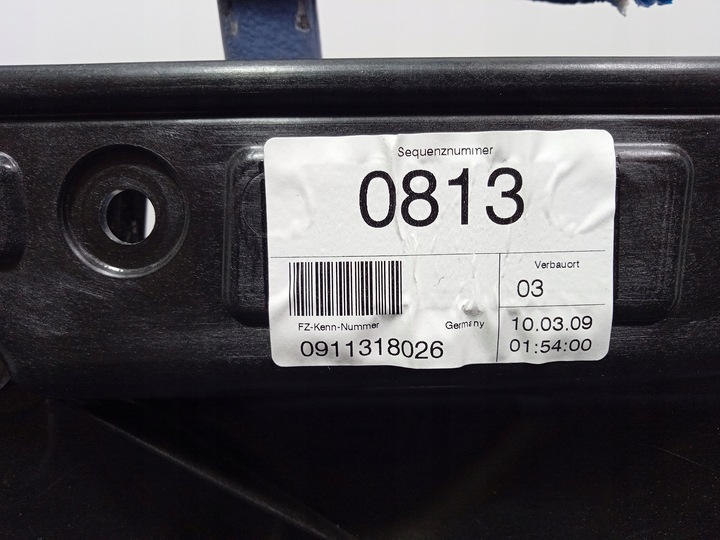 Sequenznummer
0813
Verbauort
03
FZ-Kenn-Nummer
Germany
0911318026
10.03.09
01:54:00